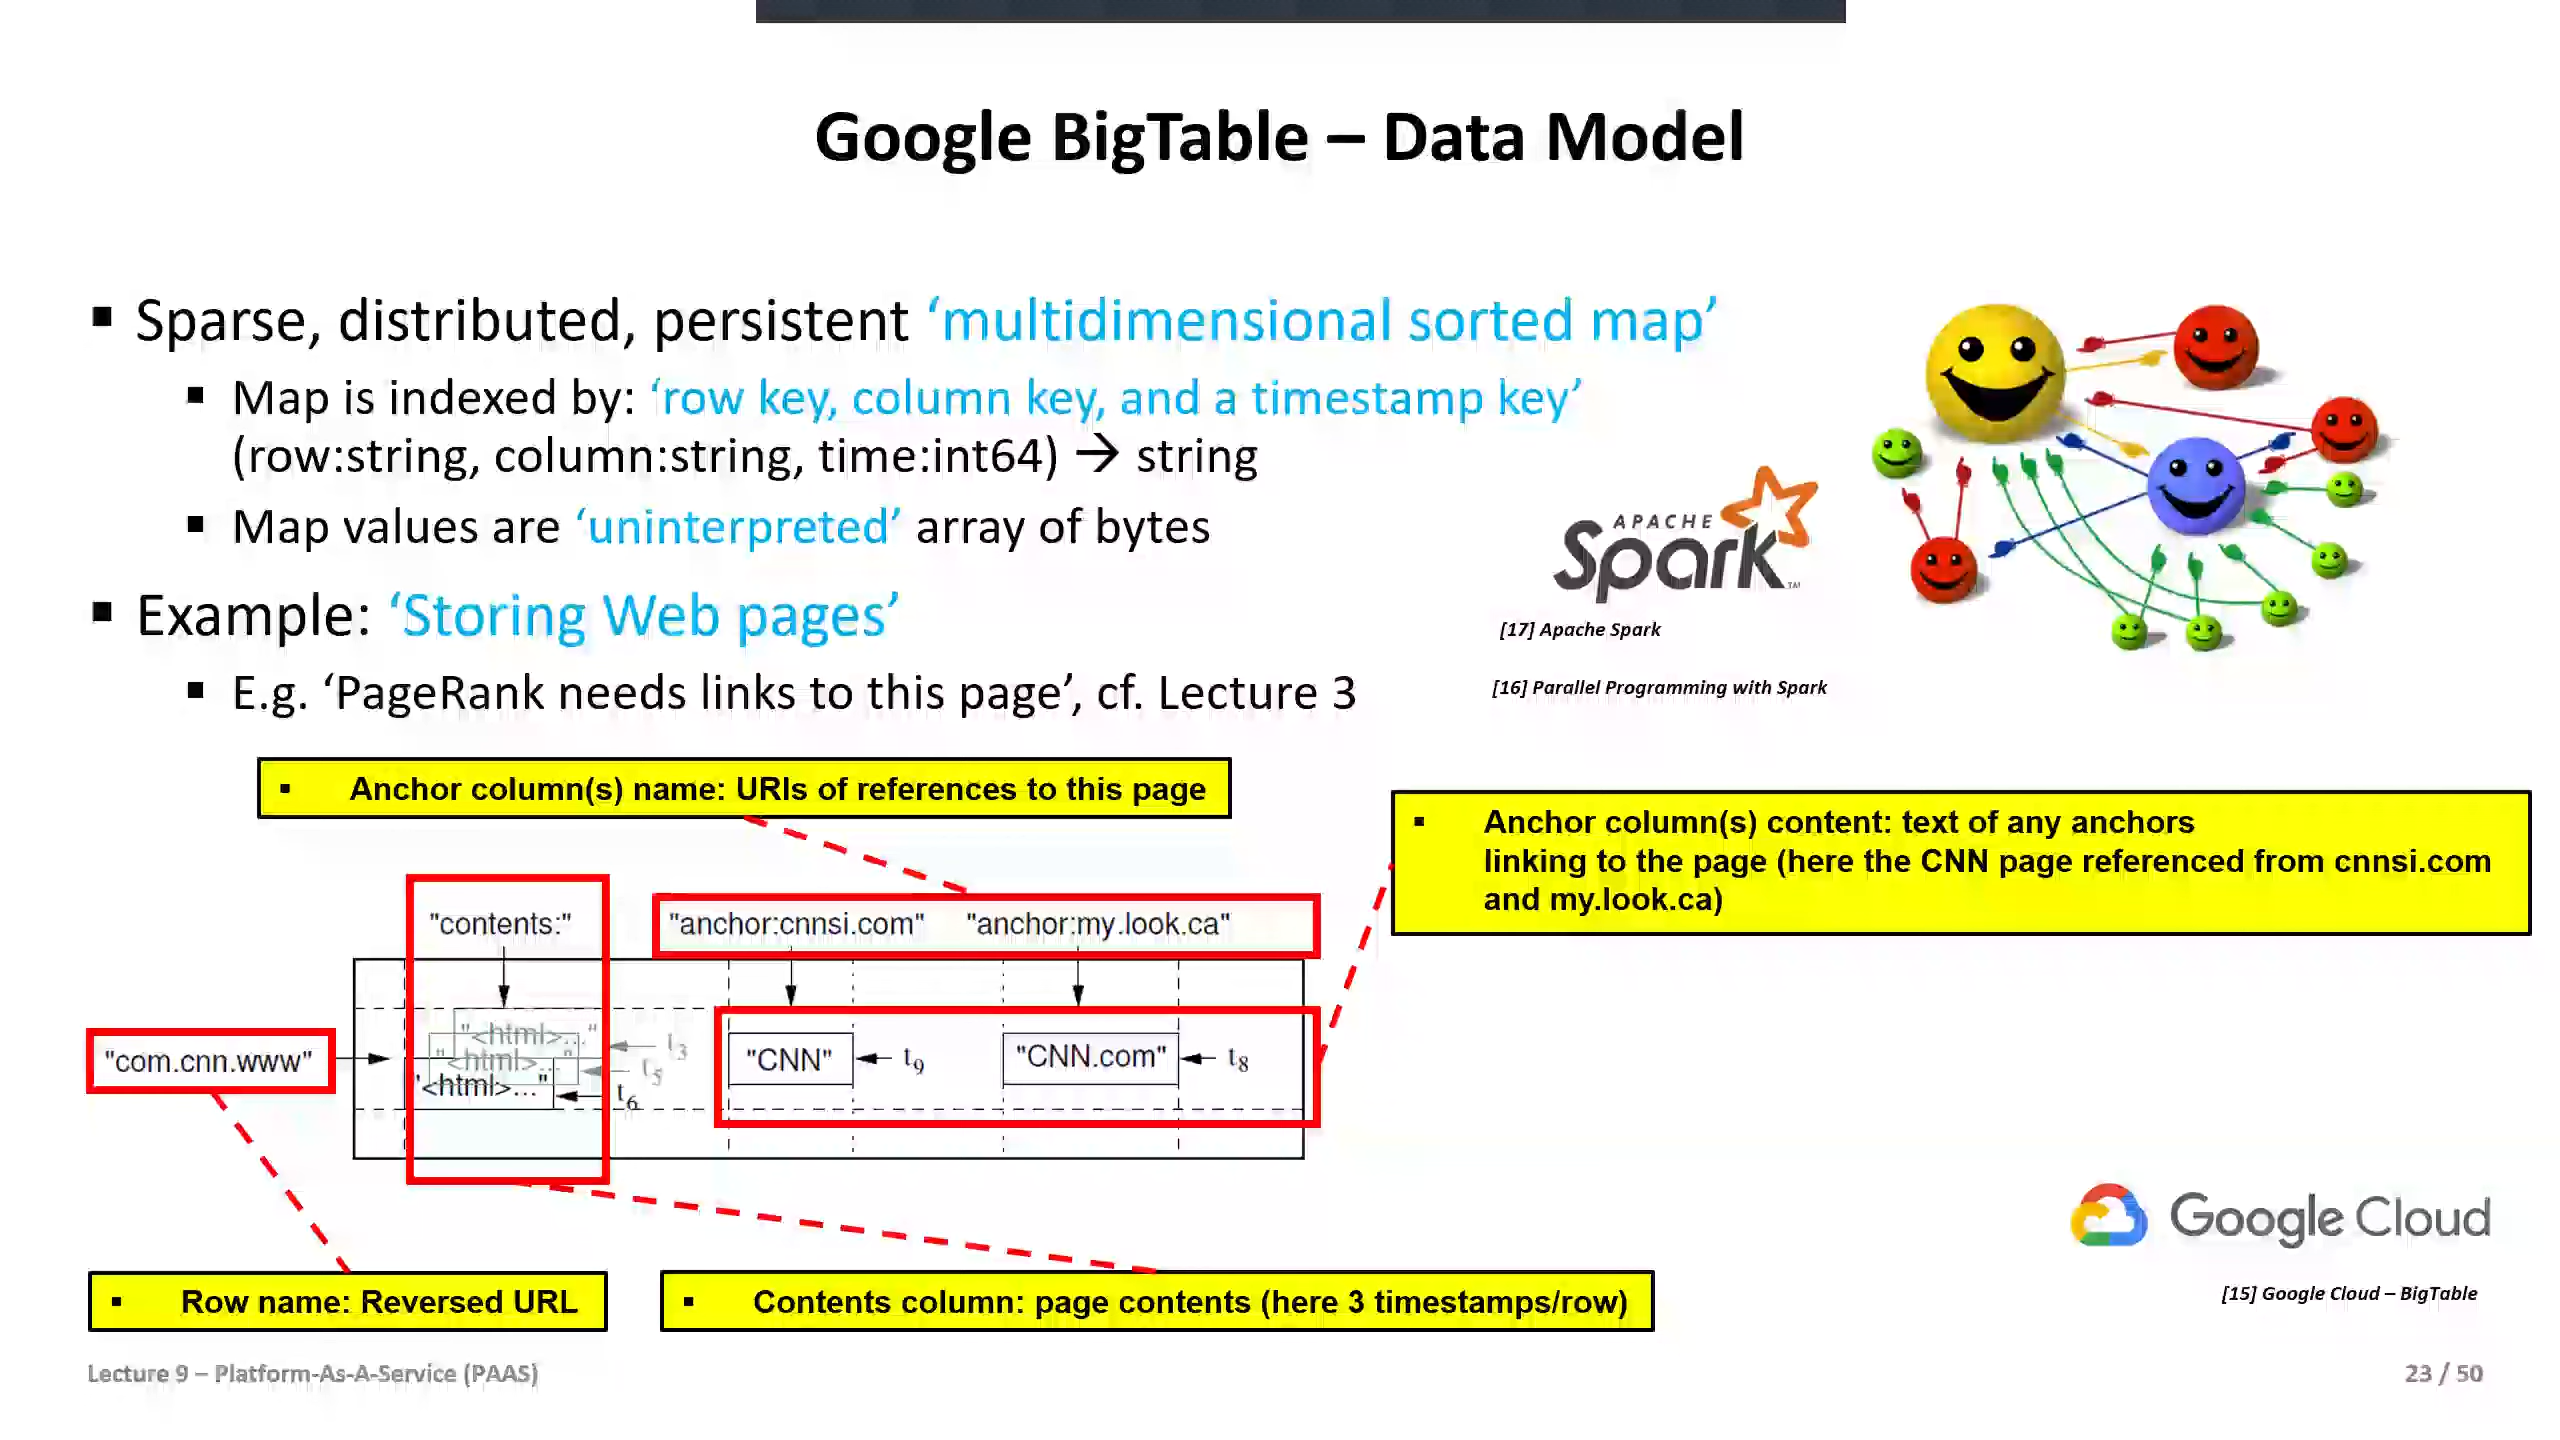 Google BigTable – Data Model
▪ Sparse, distributed, persistent ‘multidimensional sorted map’
▪ Map is indexed by: ‘row key, column key, and a timestamp key’
(row:string, column:string, time:int64) → string
▪ Map values are ‘uninterpreted’ array of bytes
▪ Example: ‘Storing Web pages’
▪ E.g. ‘PageRank needs links to this page’, cf. Lecture 3
APACHE
Spark™
[17] Apache Spark
[16] Parallel Programming with Spark
▪ Anchor column(s) name: URIs of references to this page
▪ Anchor column(s) content: text of any anchors
linking to the page (here the CNN page referenced from cnnsi.com
and my.look.ca)
"contents:" "anchor:cnnsi.com" "anchor:my.look.ca"
"<html>..." t3
"<html>..." t5
"<html>..." t6
"com.cnn.www" "CNN" t9 "CNN.com" t8
▪ Row name: Reversed URL
▪ Contents column: page contents (here 3 timestamps/row)
Google Cloud
[15] Google Cloud – BigTable
Lecture 9 – Platform-As-A-Service (PAAS)
23 / 50